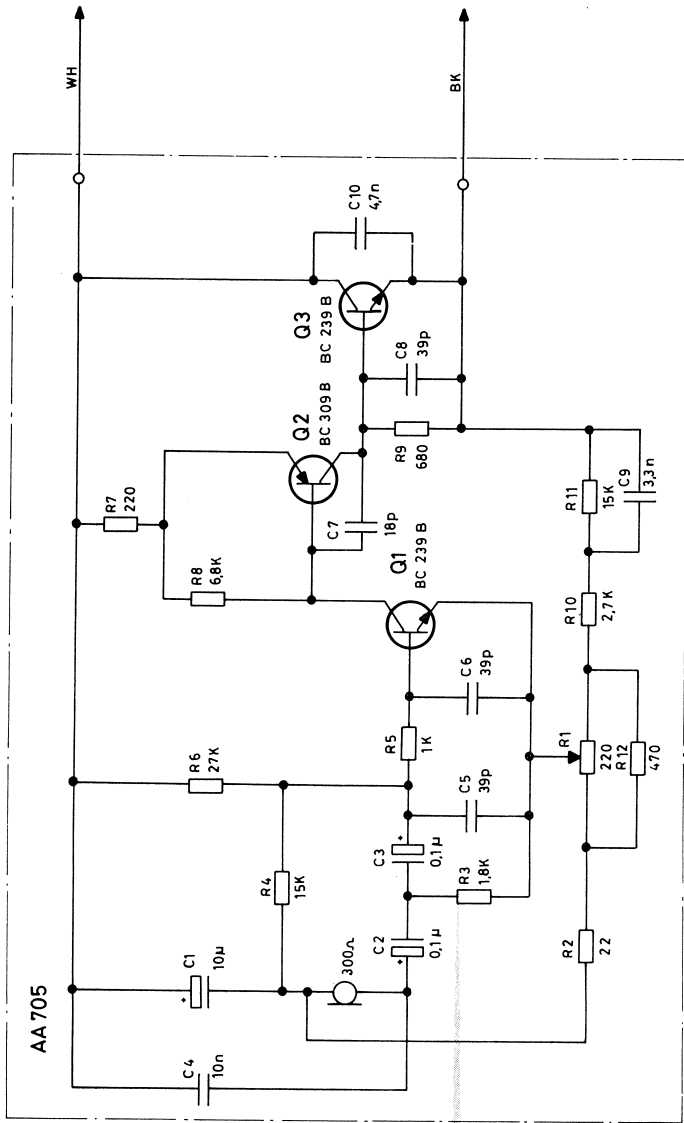 AA 705
WH
BK
C4
10n
C1
10µ
300Ω
R4
15K
R6
27K
C2
0,1µ
C3
0,1µ
R3
1,8K
C5
39p
R5
1K
C6
39p
R8
6,8K
R7
220
Q1
BC 239 B
C7
18p
Q2
BC 309 B
R9
680
C8
39p
Q3
BC 239 B
C10
4,7n
R2
22
R1
220
R12
470
R10
2,7K
R11
15K
C9
3,3n
+
+
+